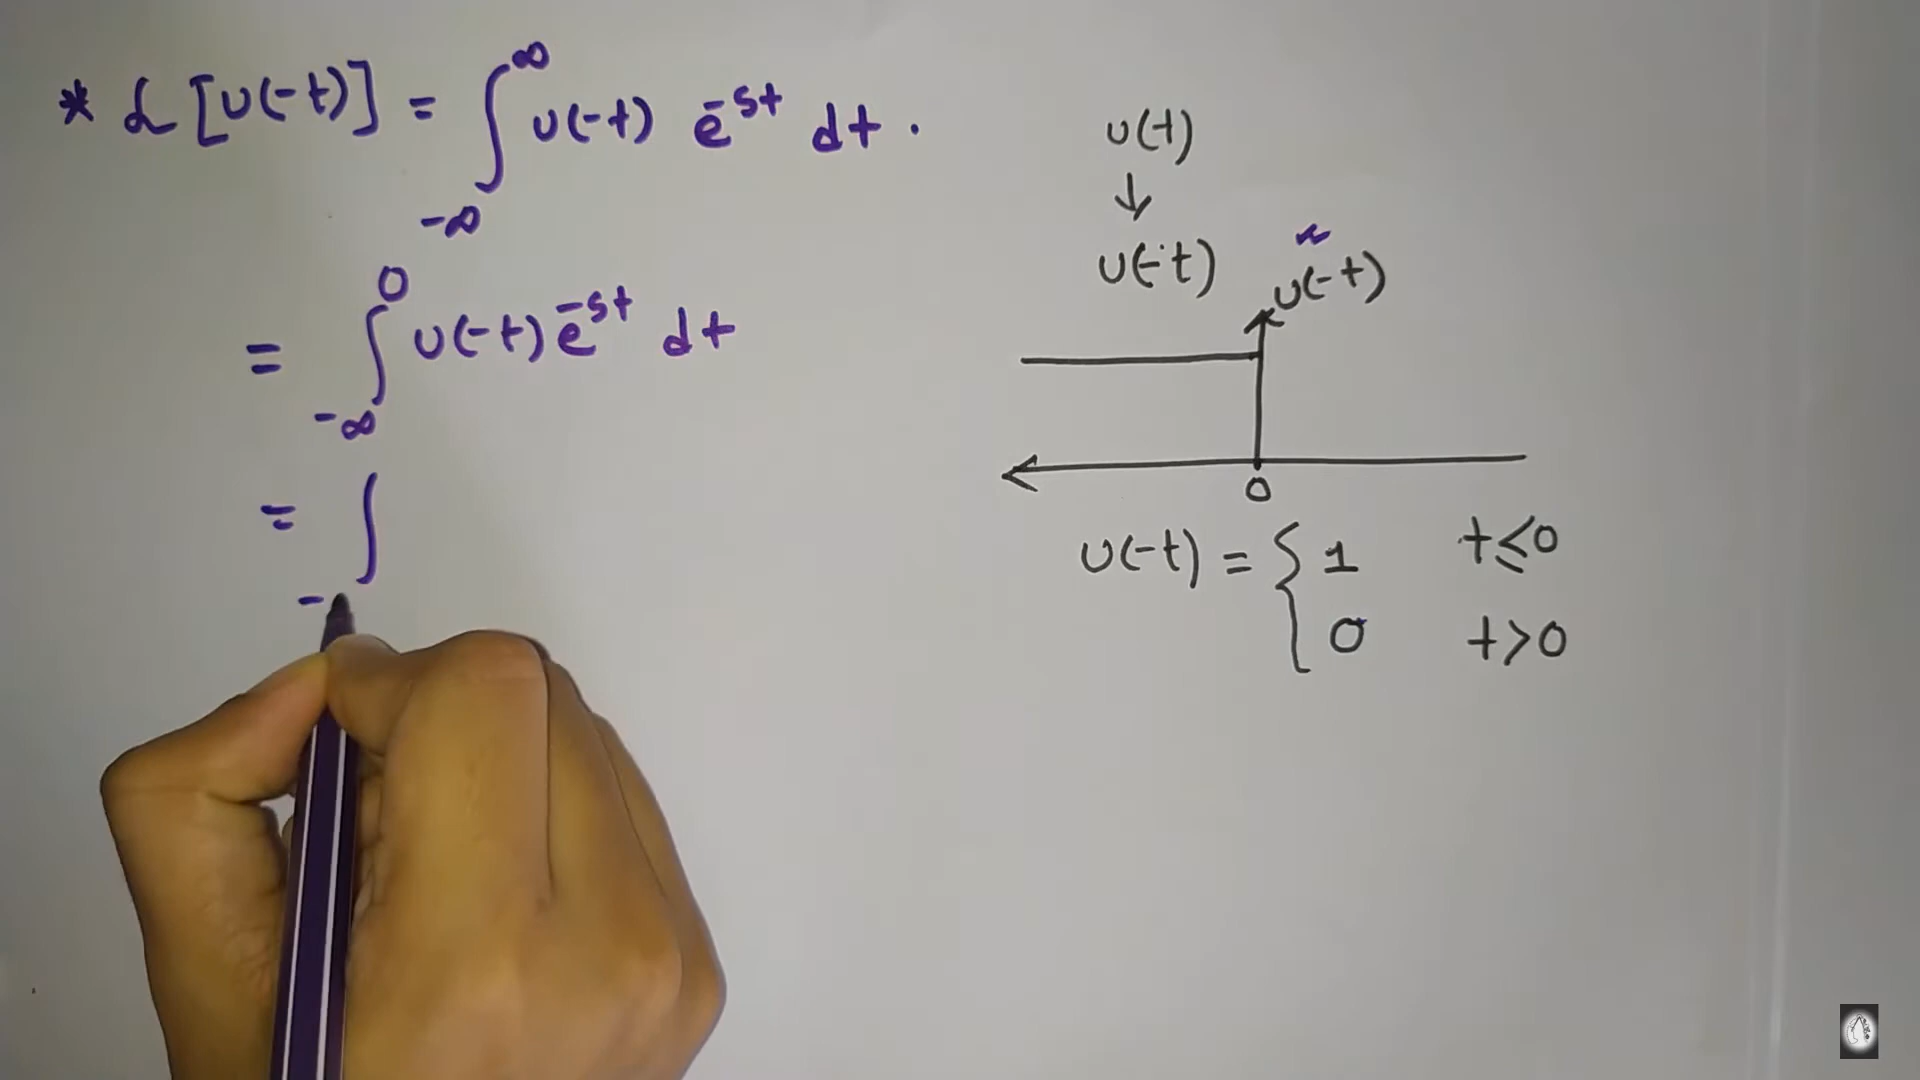 * ℒ[u(-t)] = ∫_{-∞}^{∞} u(-t) e^{-st} dt .
= ∫_{-∞}^{0} u(-t) e^{-st} dt
= ∫_{-}
u(t)
↓
u(-t)
u(-t)
0
u(-t) = { 1 t≤0
0 t>0